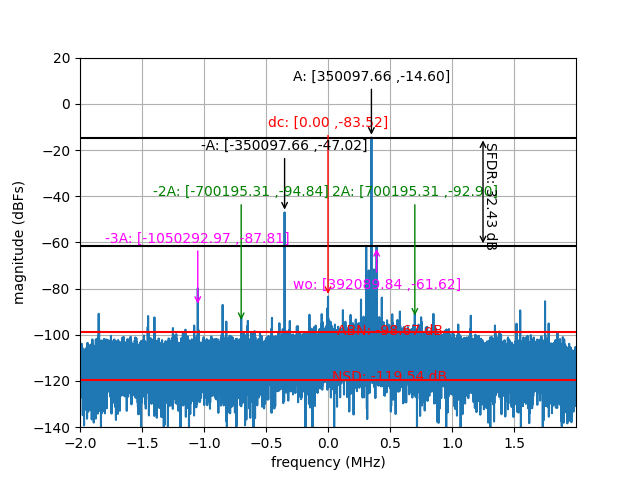 20
A: [350097.66 ,-14.60]
0
dc: [0.00 ,-83.52]
-A: [-350097.66 ,-47.02]
−20
SFDR: 32.43 dB
−40
-2A: [-700195.31 ,-94.84]
2A: [700195.31 ,-92.90]
−60
-3A: [-1050292.97 ,-87.81]
wo: [392089.84 ,-61.62]
−80
−100
−120
NSD: -119.54 dB
−140
−2.0
−1.5
−1.0
−0.5
0.0
0.5
1.0
1.5
frequency (MHz)
magnitude (dBFs)